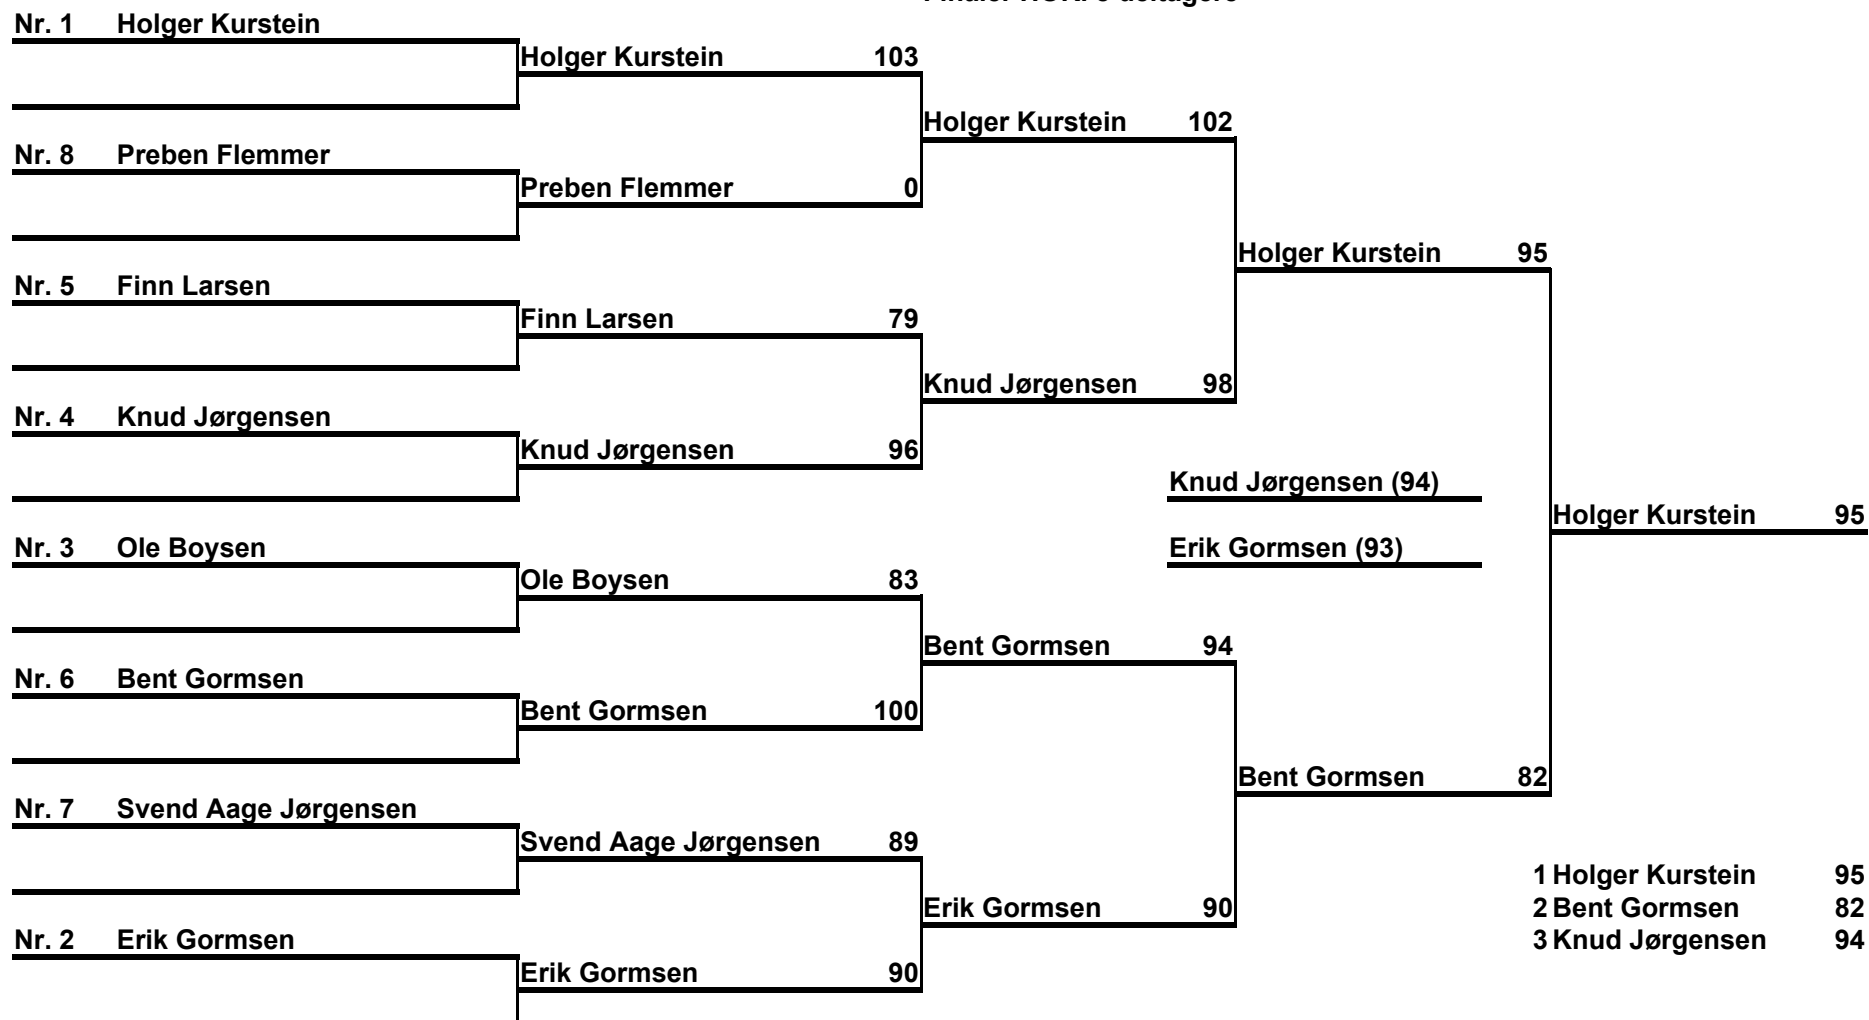 Nr. 1 Holger Kurstein
Holger Kurstein 103
Holger Kurstein 102
Nr. 8 Preben Flemmer
Preben Flemmer 0
Holger Kurstein 95
Nr. 5 Finn Larsen
Finn Larsen 79
Knud Jørgensen 98
Nr. 4 Knud Jørgensen
Knud Jørgensen 96
Knud Jørgensen (94)
Holger Kurstein 95
Nr. 3 Ole Boysen
Erik Gormsen (93)
Ole Boysen 83
Bent Gormsen 94
Nr. 6 Bent Gormsen
Bent Gormsen 100
Bent Gormsen 82
Nr. 7 Svend Aage Jørgensen
Svend Aage Jørgensen 89
1 Holger Kurstein 95
Erik Gormsen 90
2 Bent Gormsen 82
Nr. 2 Erik Gormsen
3 Knud Jørgensen 94
Erik Gormsen 90